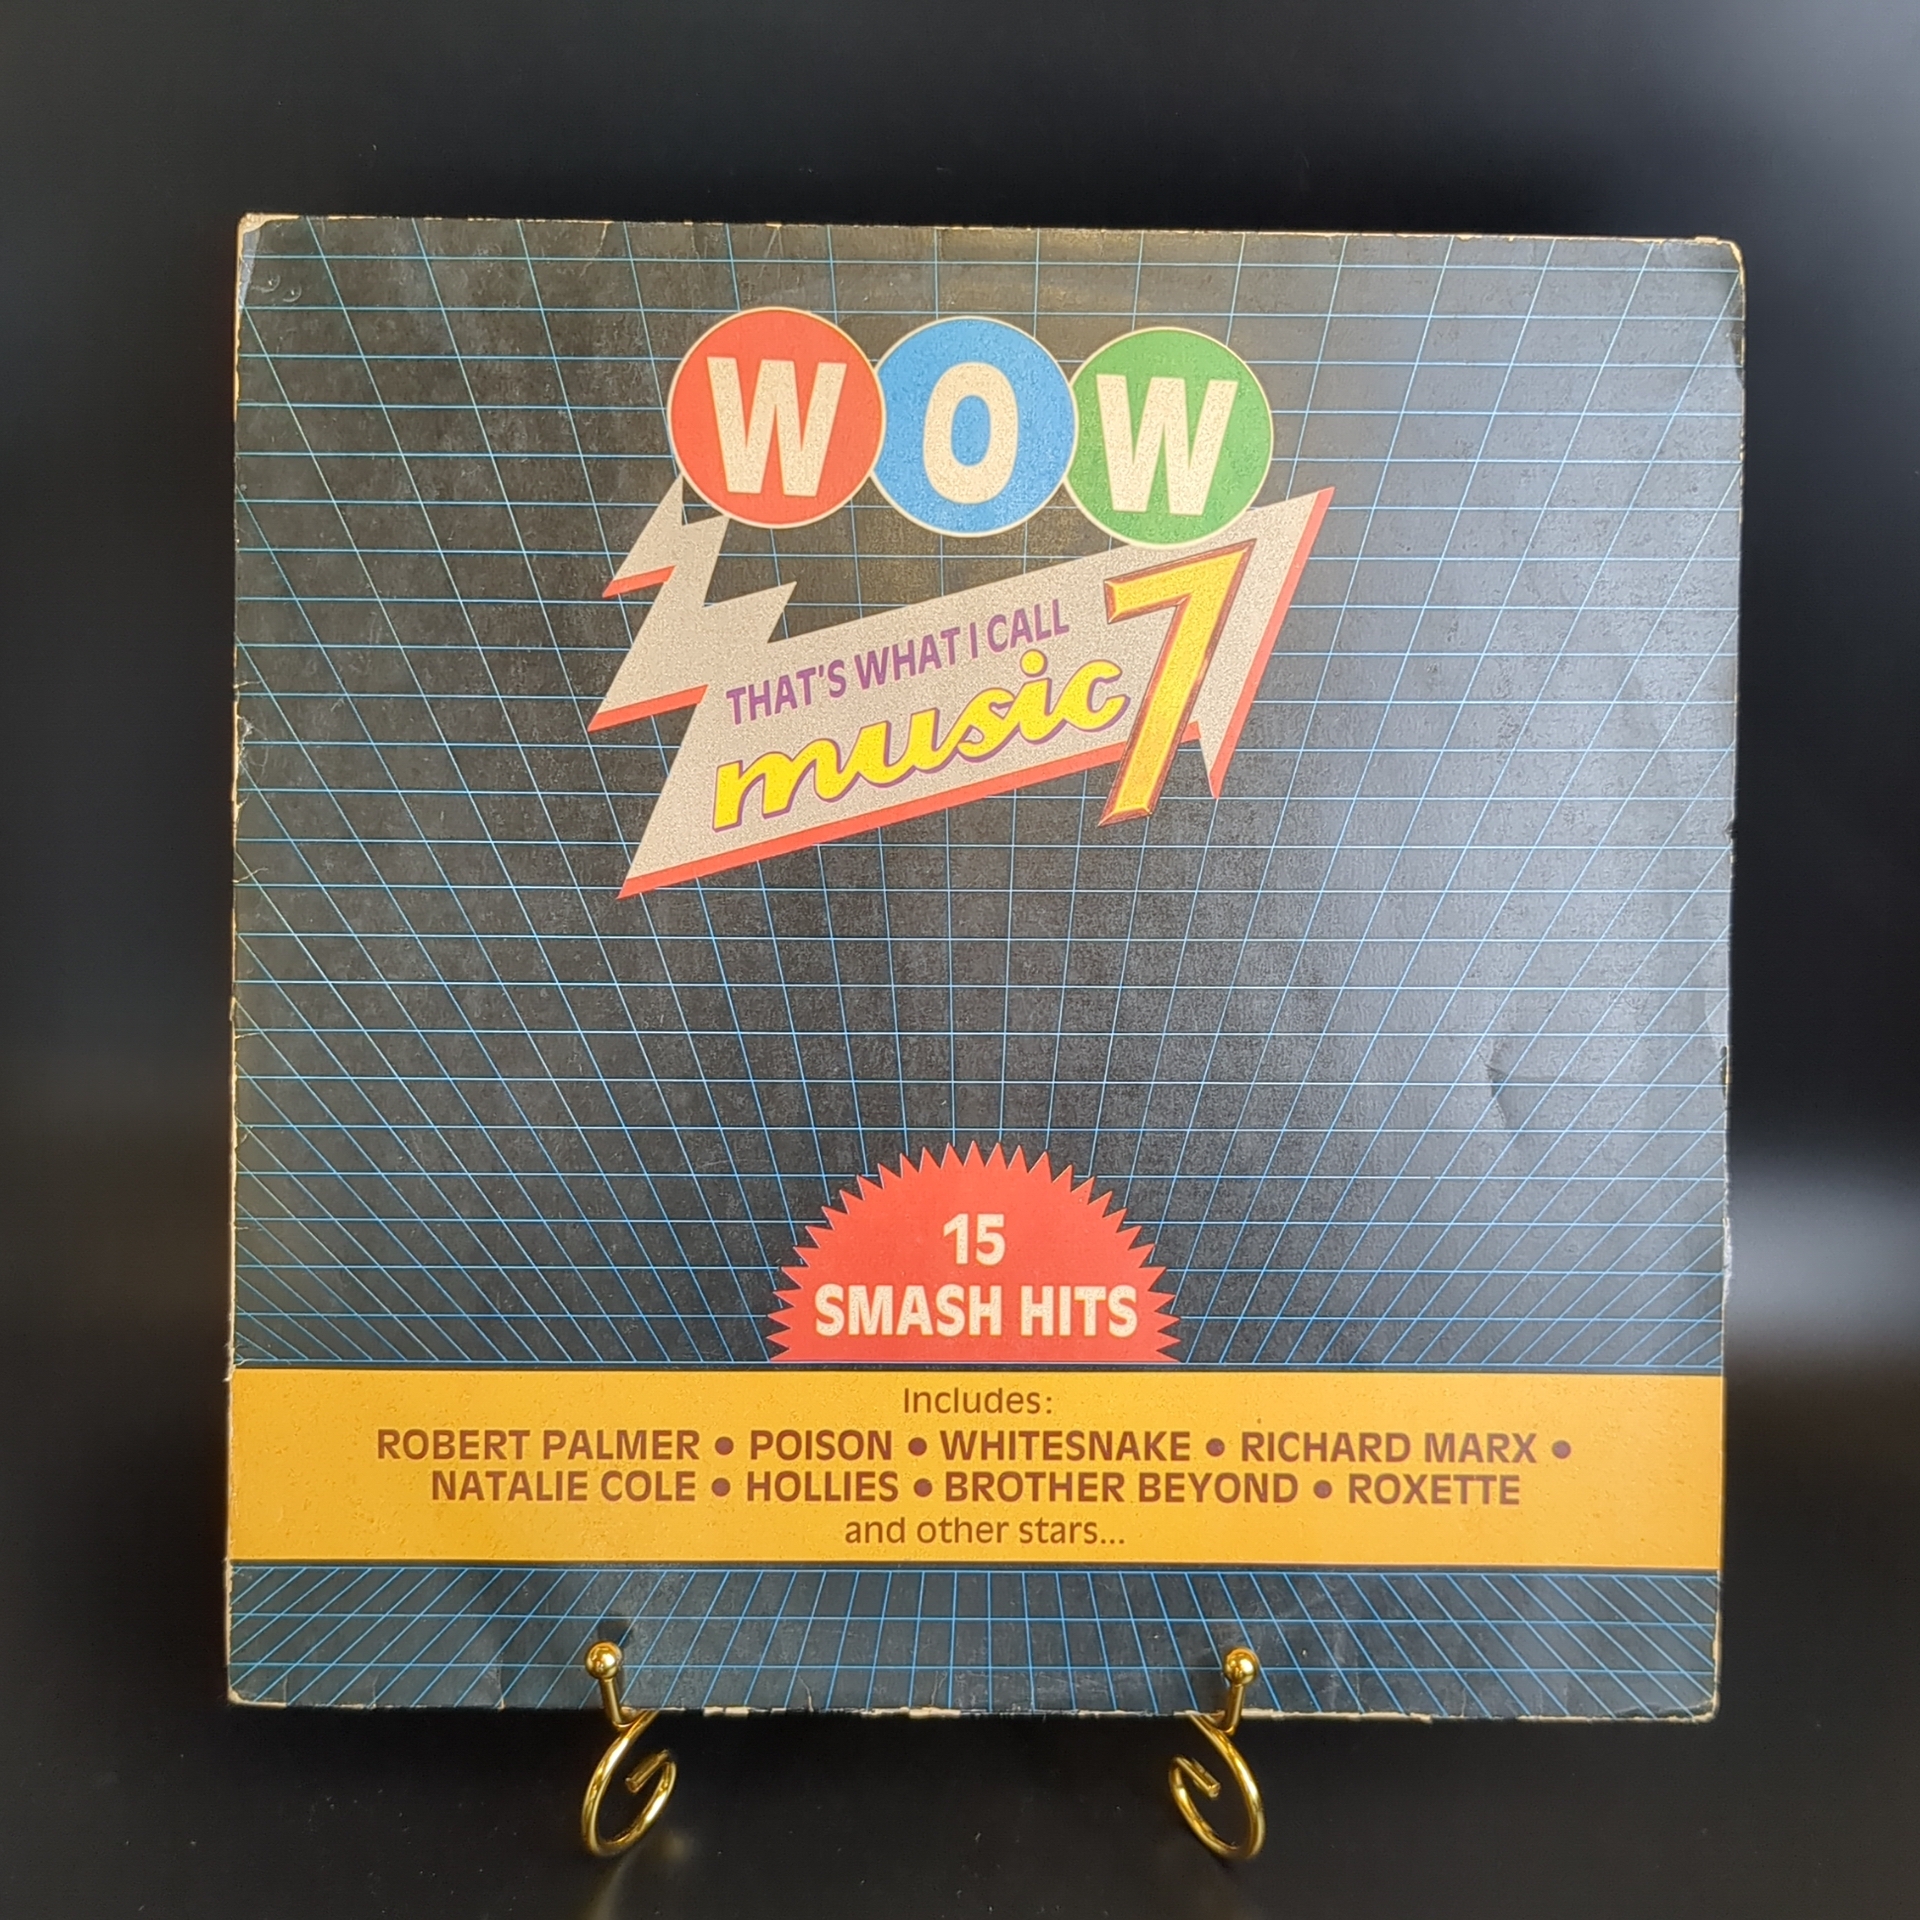 WOW
THAT'S WHAT I CALL
music 7
15
SMASH HITS
Includes:
ROBERT PALMER • POISON • WHITESNAKE • RICHARD MARX •
NATALIE COLE • HOLLIES • BROTHER BEYOND • ROXETTE
and other stars...